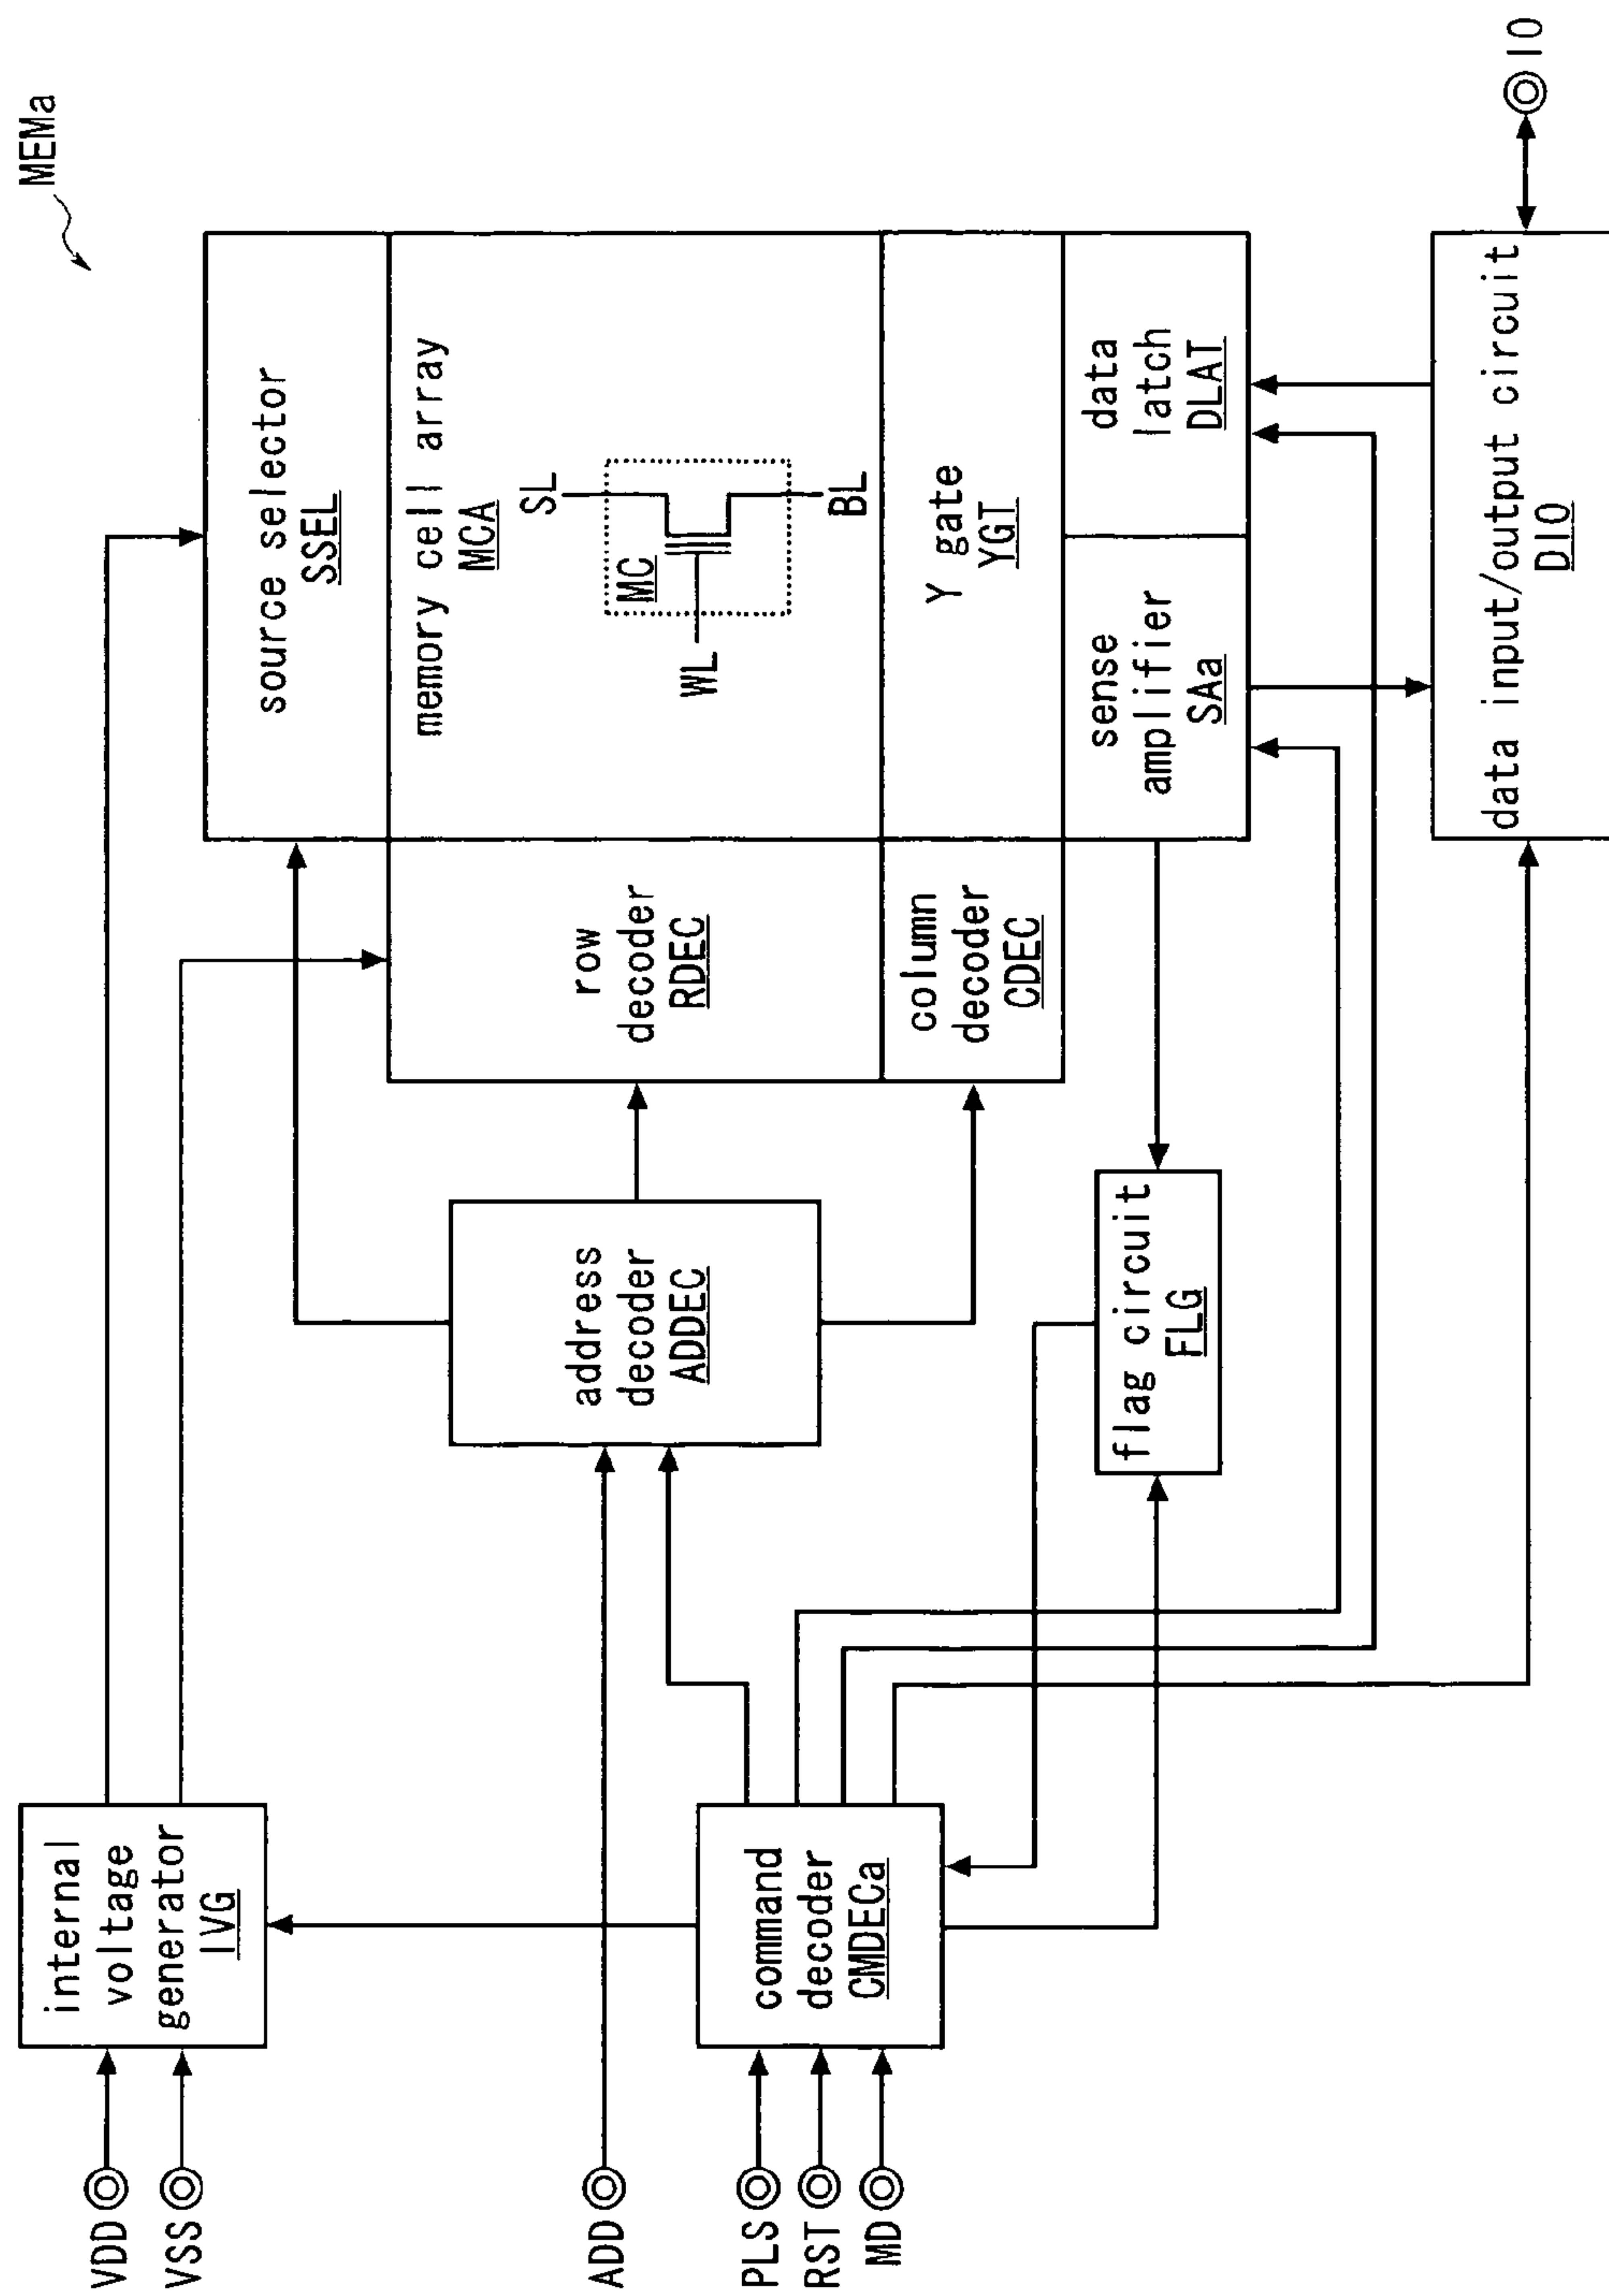 MEMa
VDD
VSS
internal
voltage
generator
IVG
source selector
SSEL
memory cell array
MCA
SL
MC
WL
BL
ADD
address
decoder
ADDEC
row
decoder
RDEC
PLS
RST
MD
command
decoder
CMDECa
column
decoder
CDEC
Y gate
YGT
flag circuit
FLG
sense
amplifier
SAa
data
latch
DLAT
data input/output circuit
DIO
IO